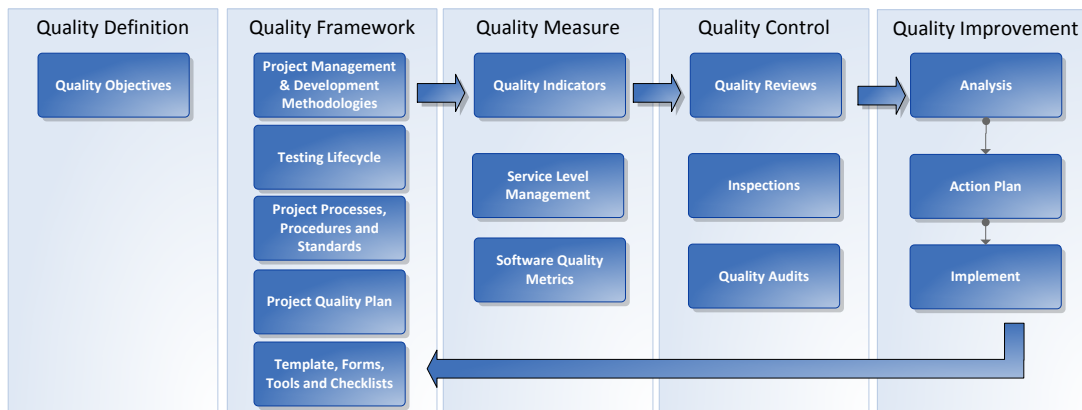 Quality Definition
Quality Objectives
Quality Framework
Project Management
& Development
Methodologies
Testing Lifecycle
Project Processes,
Procedures and
Standards
Project Quality Plan
Template, Forms,
Tools and Checklists
Quality Measure
Quality Indicators
Service Level
Management
Software Quality
Metrics
Quality Control
Quality Reviews
Inspections
Quality Audits
Quality Improvement
Analysis
Action Plan
Implement